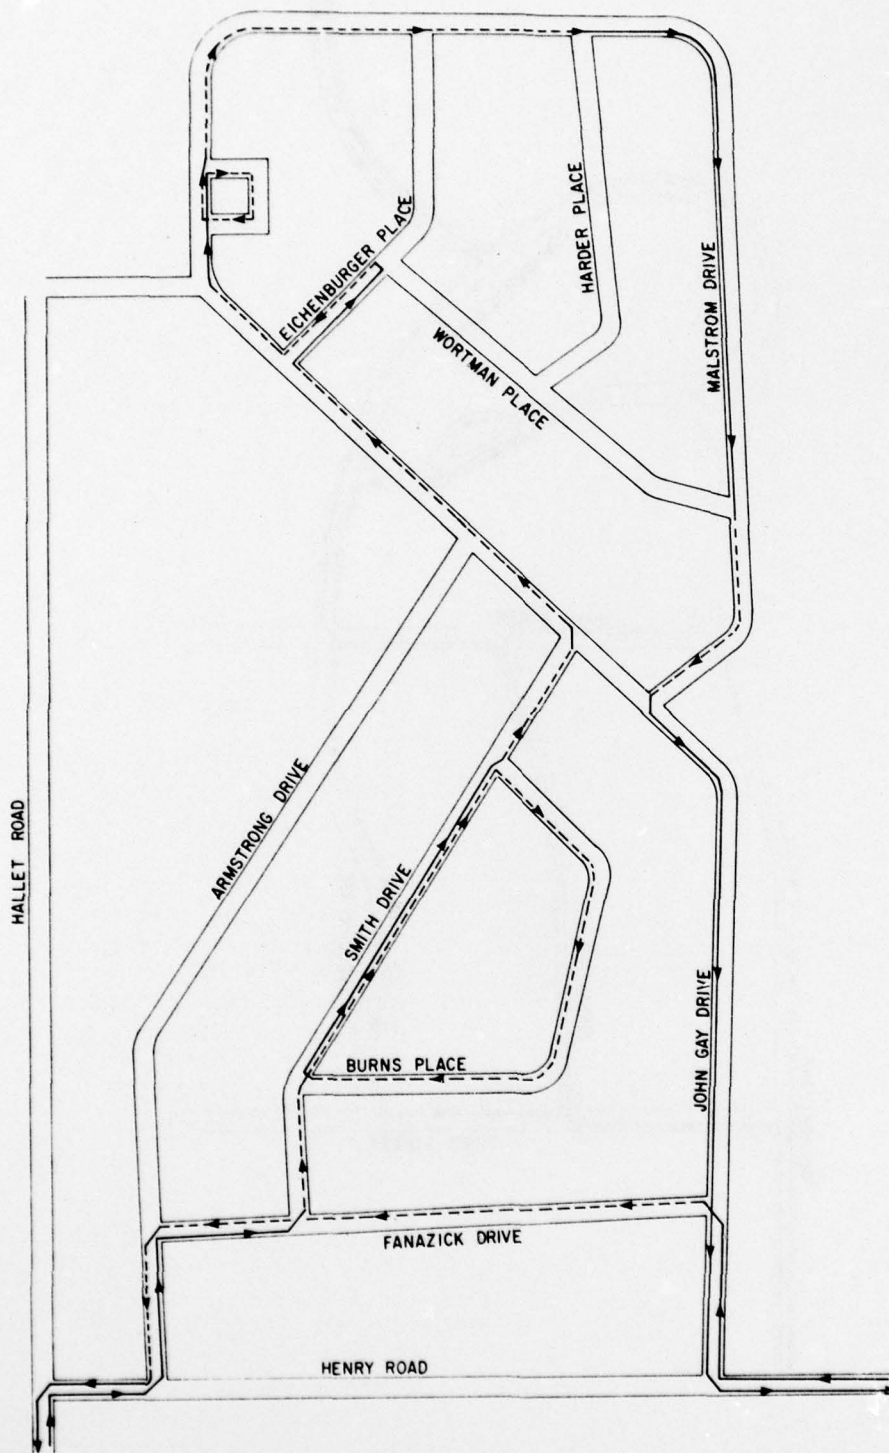 EICHENBURGER PLACE
HARDER PLACE
MALSTROM DRIVE
WORTMAN PLACE
ARMSTRONG DRIVE
HALLET ROAD
SMITH DRIVE
JOHN GAY DRIVE
BURNS PLACE
FANAZICK DRIVE
HENRY ROAD